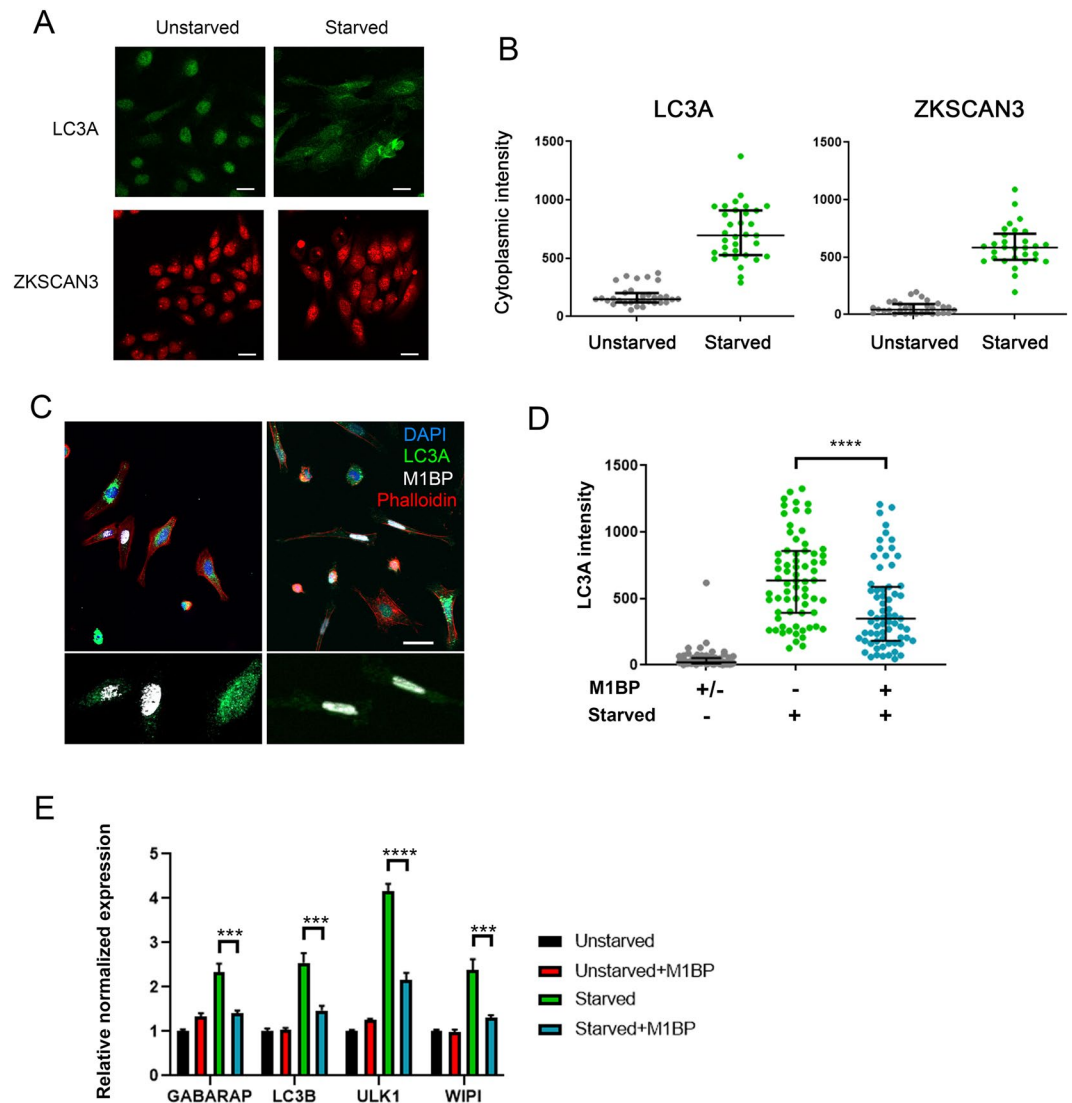 A
Unstarved Starved
LC3A
ZKSCAN3
B
LC3A ZKSCAN3
Cytoplasmic intensity
1500
1000
500
0
Unstarved Starved
1500
1000
500
0
Unstarved Starved
C
DAPI
LC3A
M1BP
Phalloidin
D
****
LC3A intensity
1500
1000
500
0
M1BP +/- - +
Starved - + +
E
Relative normalized expression
5
4
3
2
1
0
*** *** **** ***
GABARAP LC3B ULK1 WIPI
Unstarved
Unstarved+M1BP
Starved
Starved+M1BP